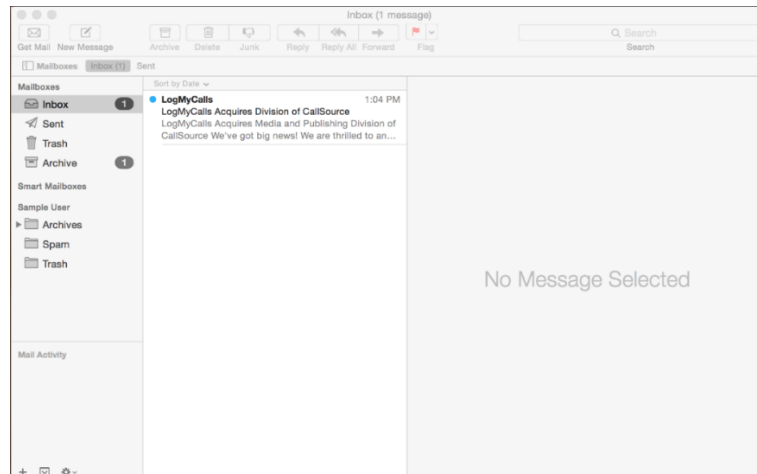 Inbox (1 message)
Get Mail New Message Archive Delete Junk Reply Reply All Forward Flag Search
Search
Mailboxes Inbox (1) Sent
Mailboxes
Inbox 1
Sent
Trash
Archive 1
Smart Mailboxes
Sample User
Archives
Spam
Trash
Mail Activity
Sort by Date
LogMyCalls 1:04 PM
LogMyCalls Acquires Division of CallSource
LogMyCalls Acquires Media and Publishing Division of
CallSource We've got big news! We are thrilled to an...
No Message Selected